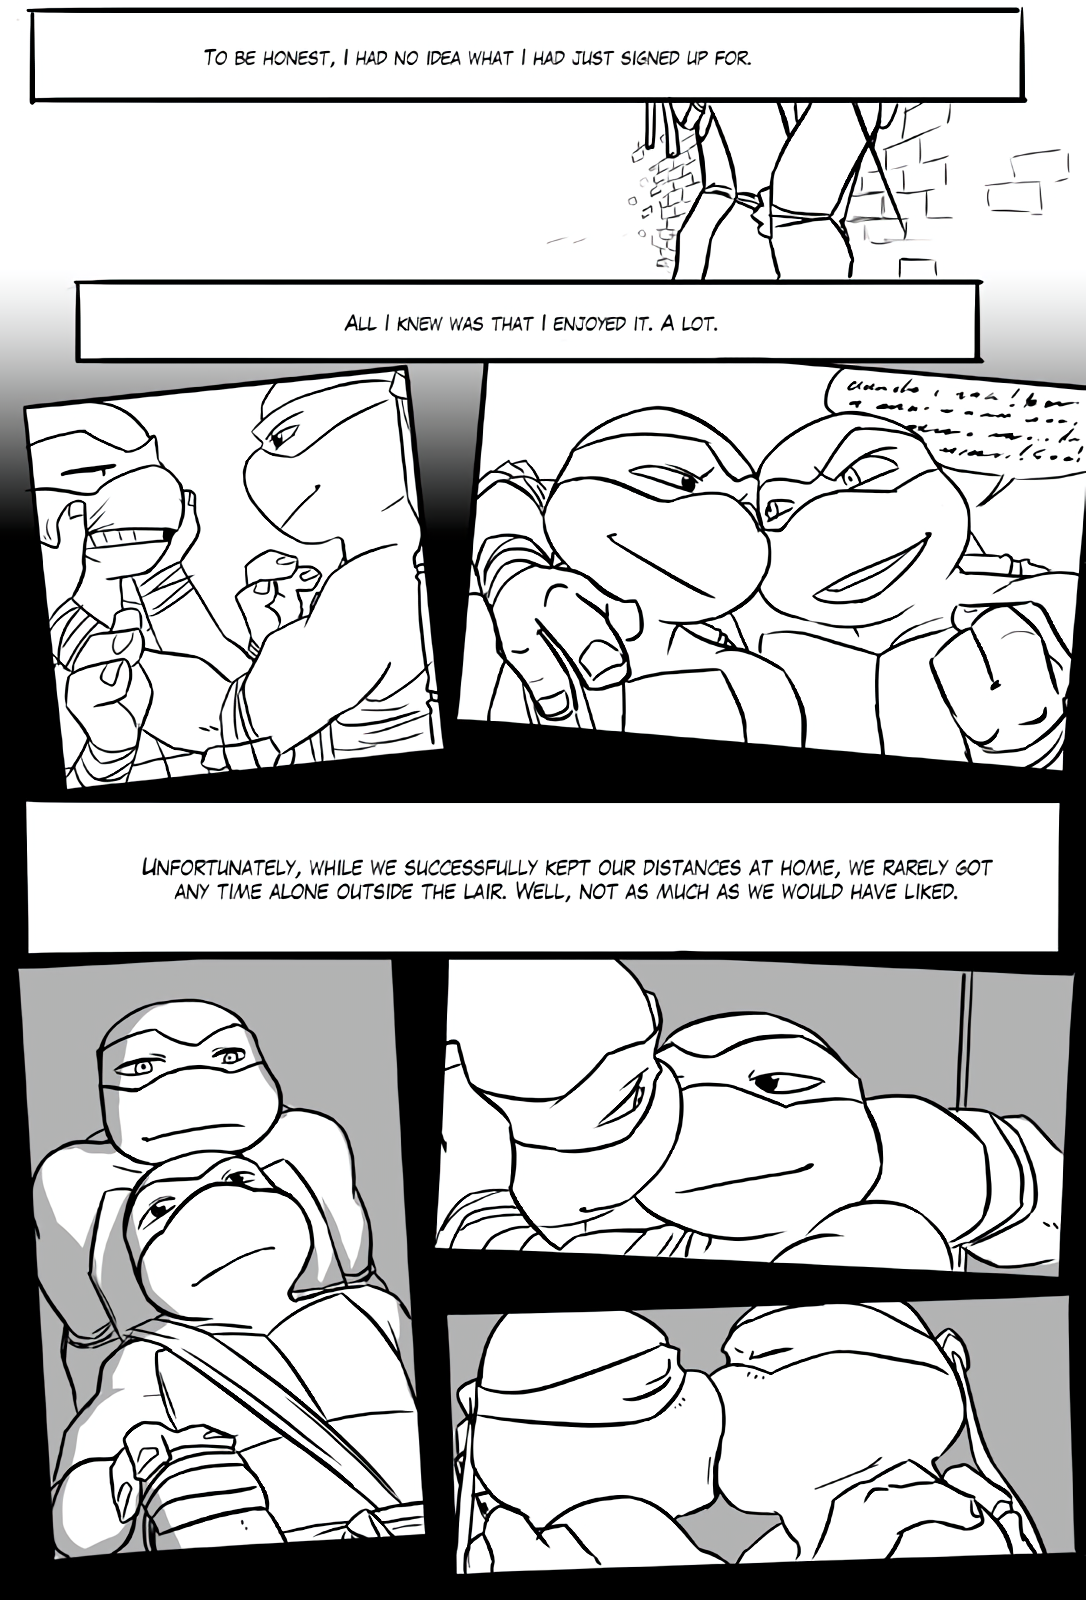 To be honest, I had no idea what I had just signed up for.
All I knew was that I enjoyed it. A lot.
Unfortunately, while we successfully kept our distances at home, we rarely got
any time alone outside the lair. Well, not as much as we would have liked.